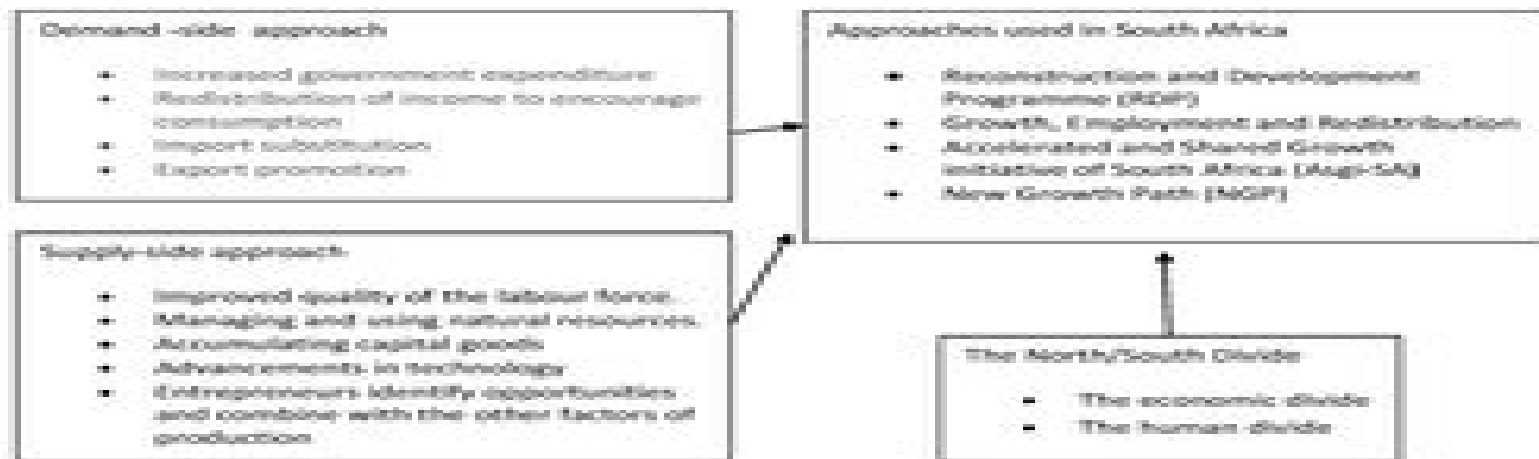 Demand -side approach
• Increased government expenditure
• Redistribution of income to encourage
consumption
• Import substitution
• Export promotion
Supply-side approach
• Improved quality of the labour force.
• Managing and using natural resources.
• Accumulating capital goods
• Advancements in technology
• Entrepreneurs identify opportunities
and combine with the other factors of
production
Approaches used in South Africa
• Reconstruction and Development
Programme (RDP)
• Growth, Employment and Redistribution
• Accelerated and Shared Growth
Initiative of South Africa (Asgi-SA)
• New Growth Path (NGP)
The North/South Divide
• The economic divide
• The human divide